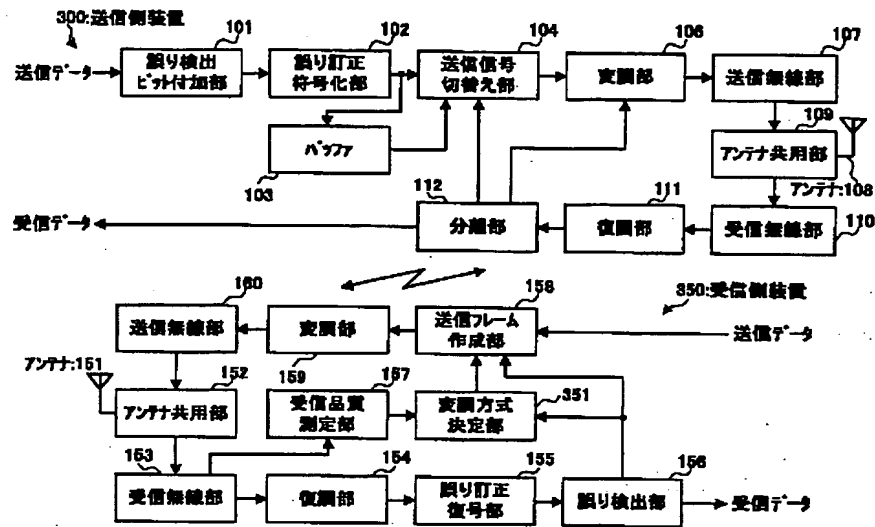 300:送信側装置
101
102
104
106
107
送信データ
誤り検出
ビット付加部
誤り訂正
符号化部
送信信号
切替え部
変調部
送信無線部
109
バッファ
103
アンテナ共用部
アンテナ:108
112
111
受信データ
分離部
復調部
受信無線部
110
160
158
350:受信側装置
送信無線部
変調部
送信フレーム
作成部
送信データ
アンテナ:151
152
159
157
351
アンテナ共用部
受信品質
測定部
変調方式
決定部
153
154
155
156
受信無線部
復調部
誤り訂正
復号部
誤り検出部
受信データ